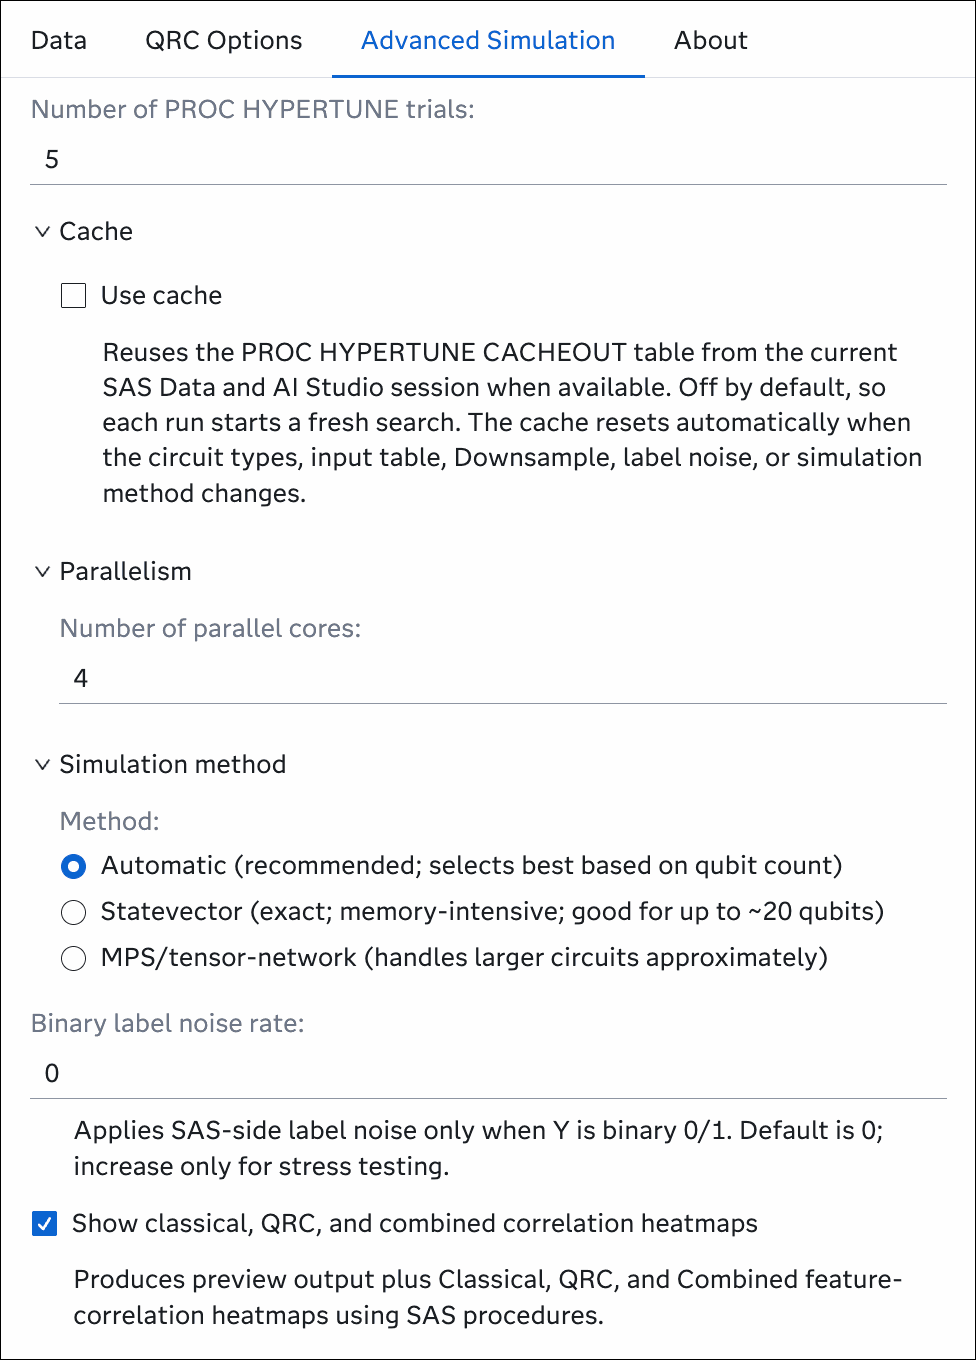 Data QRC Options Advanced Simulation About
Number of PROC HYPERTUNE trials:
5
Cache
Use cache
Reuses the PROC HYPERTUNE CACHEOUT table from the current
SAS Data and AI Studio session when available. Off by default, so
each run starts a fresh search. The cache resets automatically when
the circuit types, input table, Downsample, label noise, or simulation
method changes.
Parallelism
Number of parallel cores:
4
Simulation method
Method:
Automatic (recommended; selects best based on qubit count)
Statevector (exact; memory-intensive; good for up to ~20 qubits)
MPS/tensor-network (handles larger circuits approximately)
Binary label noise rate:
0
Applies SAS-side label noise only when Y is binary 0/1. Default is 0;
increase only for stress testing.
Show classical, QRC, and combined correlation heatmaps
Produces preview output plus Classical, QRC, and Combined feature-
correlation heatmaps using SAS procedures.